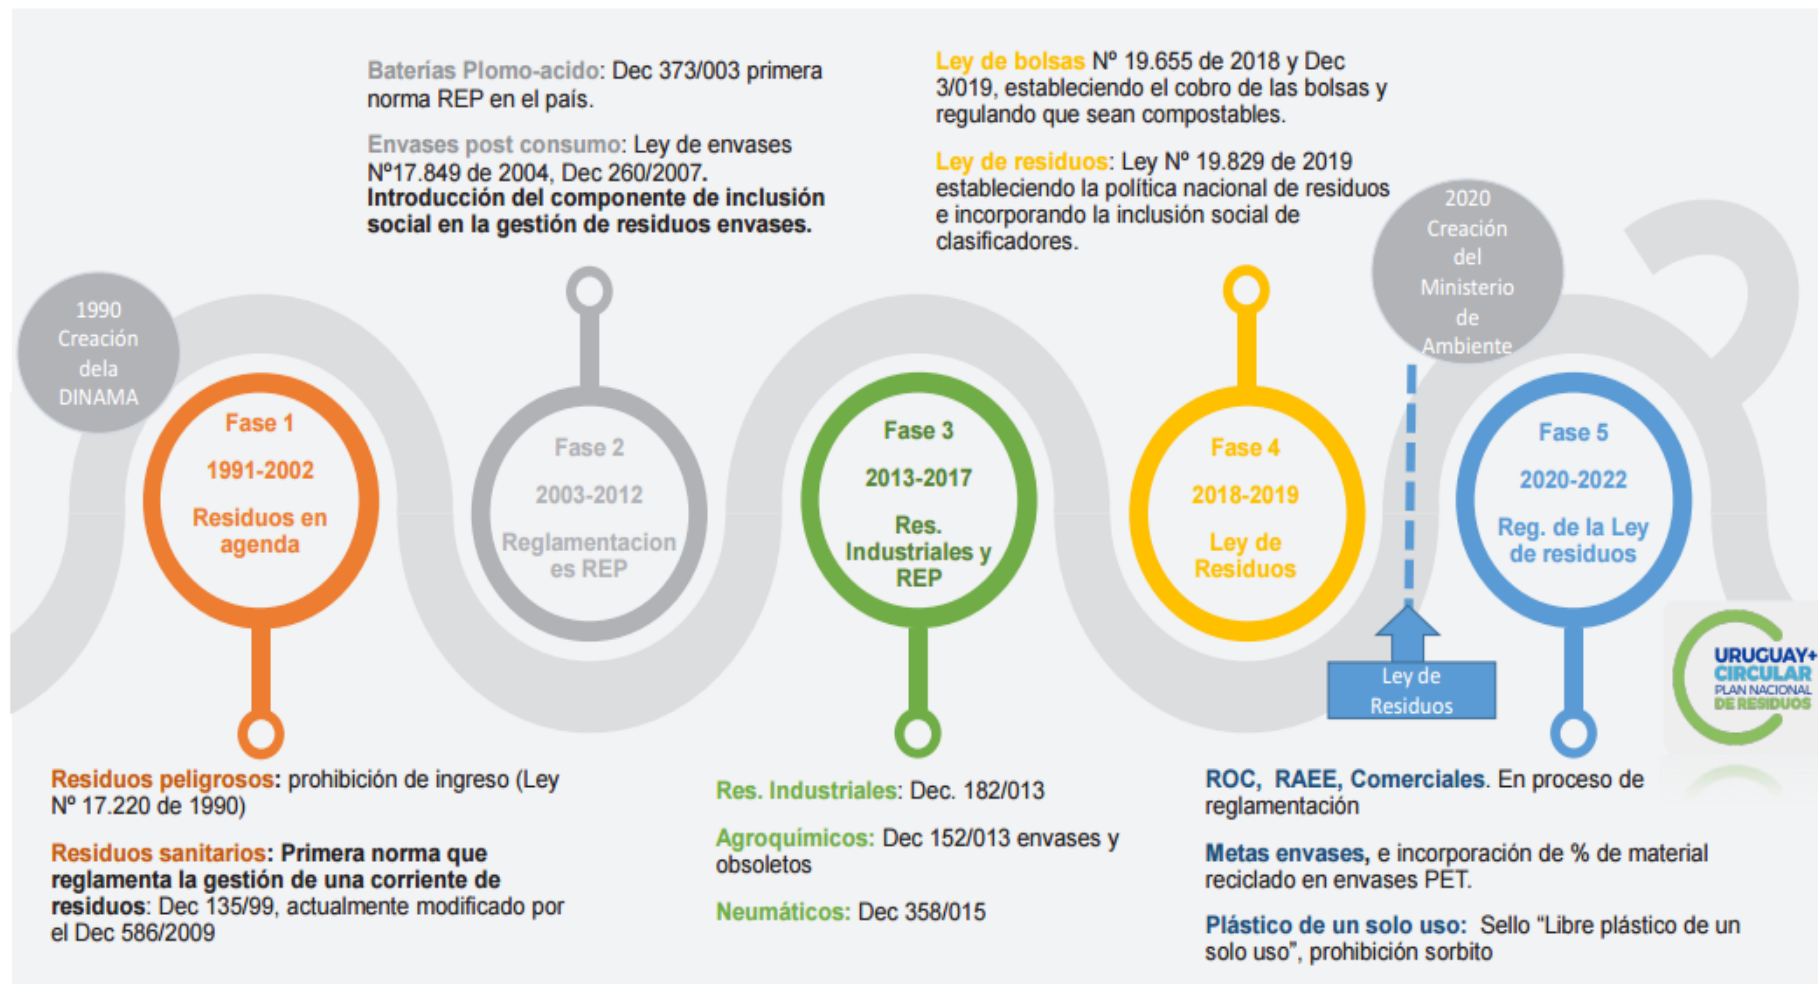 Baterías Plomo-acido: Dec 373/003 primera
norma REP en el país.
Envases post consumo: Ley de envases
Nº17.849 de 2004, Dec 260/2007.
Introducción del componente de inclusión
social en la gestión de residuos envases.
Ley de bolsas Nº 19.655 de 2018 y Dec
3/019, estableciendo el cobro de las bolsas y
regulando que sean compostables.
Ley de residuos: Ley Nº 19.829 de 2019
estableciendo la política nacional de residuos
e incorporando la inclusión social de
clasificadores.
1990
Creación
dela
DINAMA
2020
Creación
del
Ministerio
de
Ambiente
Fase 1
1991-2002
Residuos en
agenda
Fase 2
2003-2012
Reglamentacion
es REP
Fase 3
2013-2017
Res.
Industriales y
REP
Fase 4
2018-2019
Ley de
Residuos
Fase 5
2020-2022
Reg. de la Ley
de residuos
Ley de
Residuos
URUGUAY+
CIRCULAR
PLAN NACIONAL
DE RESIDUOS
Residuos peligrosos: prohibición de ingreso (Ley
Nº 17.220 de 1990)
Residuos sanitarios: Primera norma que
reglamenta la gestión de una corriente de
residuos: Dec 135/99, actualmente modificado por
el Dec 586/2009
Res. Industriales: Dec. 182/013
Agroquímicos: Dec 152/013 envases y
obsoletos
Neumáticos: Dec 358/015
ROC, RAEE, Comerciales. En proceso de
reglamentación
Metas envases, e incorporación de % de material
reciclado en envases PET.
Plástico de un solo uso: Sello “Libre plástico de un
solo uso”, prohibición sorbito